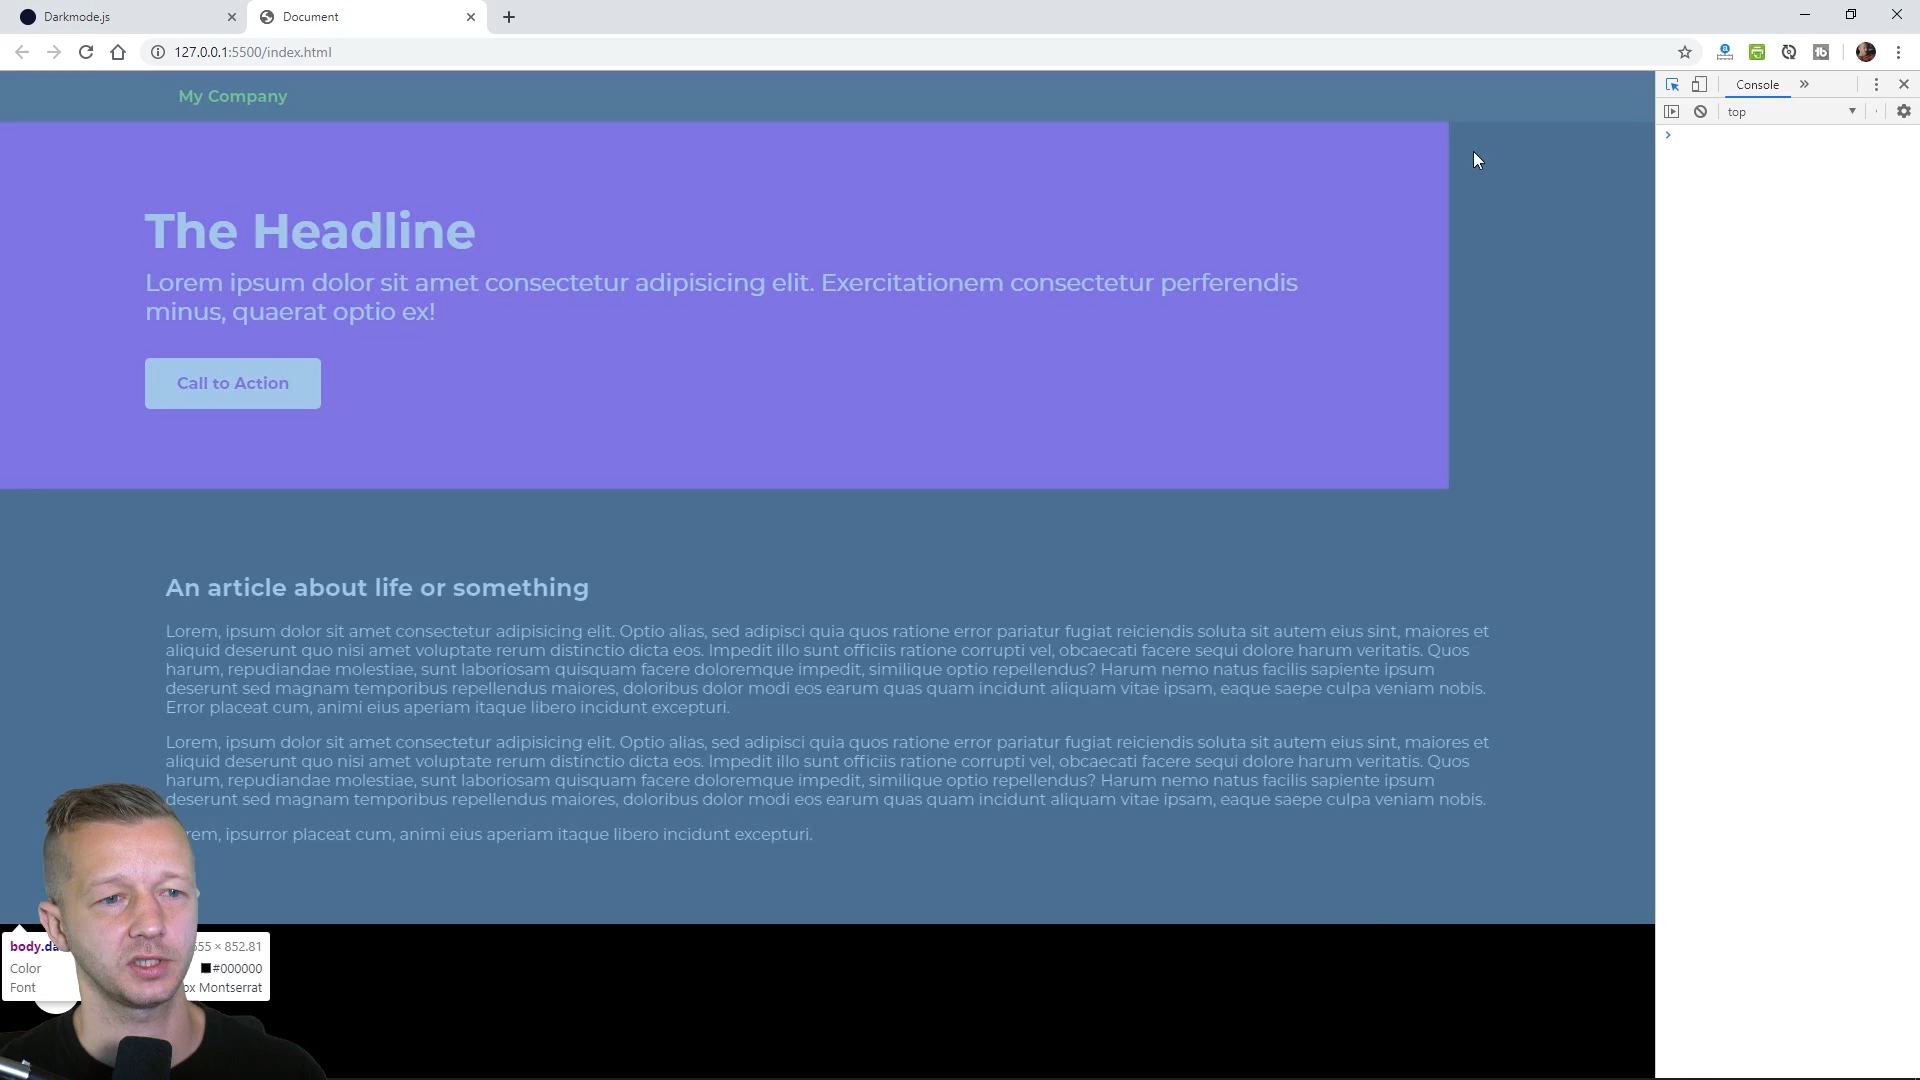 Darkmode.js
Document
127.0.0.1:5500/index.html
Console
top
My Company
The Headline
Lorem ipsum dolor sit amet consectetur adipisicing elit. Exercitationem consectetur perferendis
minus, quaerat optio ex!
Call to Action
An article about life or something
Lorem, ipsum dolor sit amet consectetur adipisicing elit. Optio alias, sed adipisci quia quos ratione error pariatur fugiat reiciendis soluta sit autem eius sint, maiores et
aliquid deserunt quo nisi amet voluptate rerum distinctio dicta eos. Impedit illo sunt officiis ratione corrupti vel, obcaecati facere sequi dolore harum veritatis. Quos
harum, repudiandae molestiae, sunt laboriosam quisquam facere doloremque impedit, similique optio repellendus? Harum nemo natus facilis sapiente ipsum
deserunt sed magnam temporibus repellendus maiores, doloribus dolor modi eos earum quas quam incidunt aliquam vitae ipsam, eaque saepe culpa veniam nobis.
Error placeat cum, animi eius aperiam itaque libero incidunt excepturi.
Lorem, ipsum dolor sit amet consectetur adipisicing elit. Optio alias, sed adipisci quia quos ratione error pariatur fugiat reiciendis soluta sit autem eius sint, maiores et
aliquid deserunt quo nisi amet voluptate rerum distinctio dicta eos. Impedit illo sunt officiis ratione corrupti vel, obcaecati facere sequi dolore harum veritatis. Quos
harum, repudiandae molestiae, sunt laboriosam quisquam facere doloremque impedit, similique optio repellendus? Harum nemo natus facilis sapiente ipsum
deserunt sed magnam temporibus repellendus maiores, doloribus dolor modi eos earum quas quam incidunt aliquam vitae ipsam, eaque saepe culpa veniam nobis.
rem, ipsurror placeat cum, animi eius aperiam itaque libero incidunt excepturi.
body.da 55 × 852.81
Color #000000
Font px Montserrat